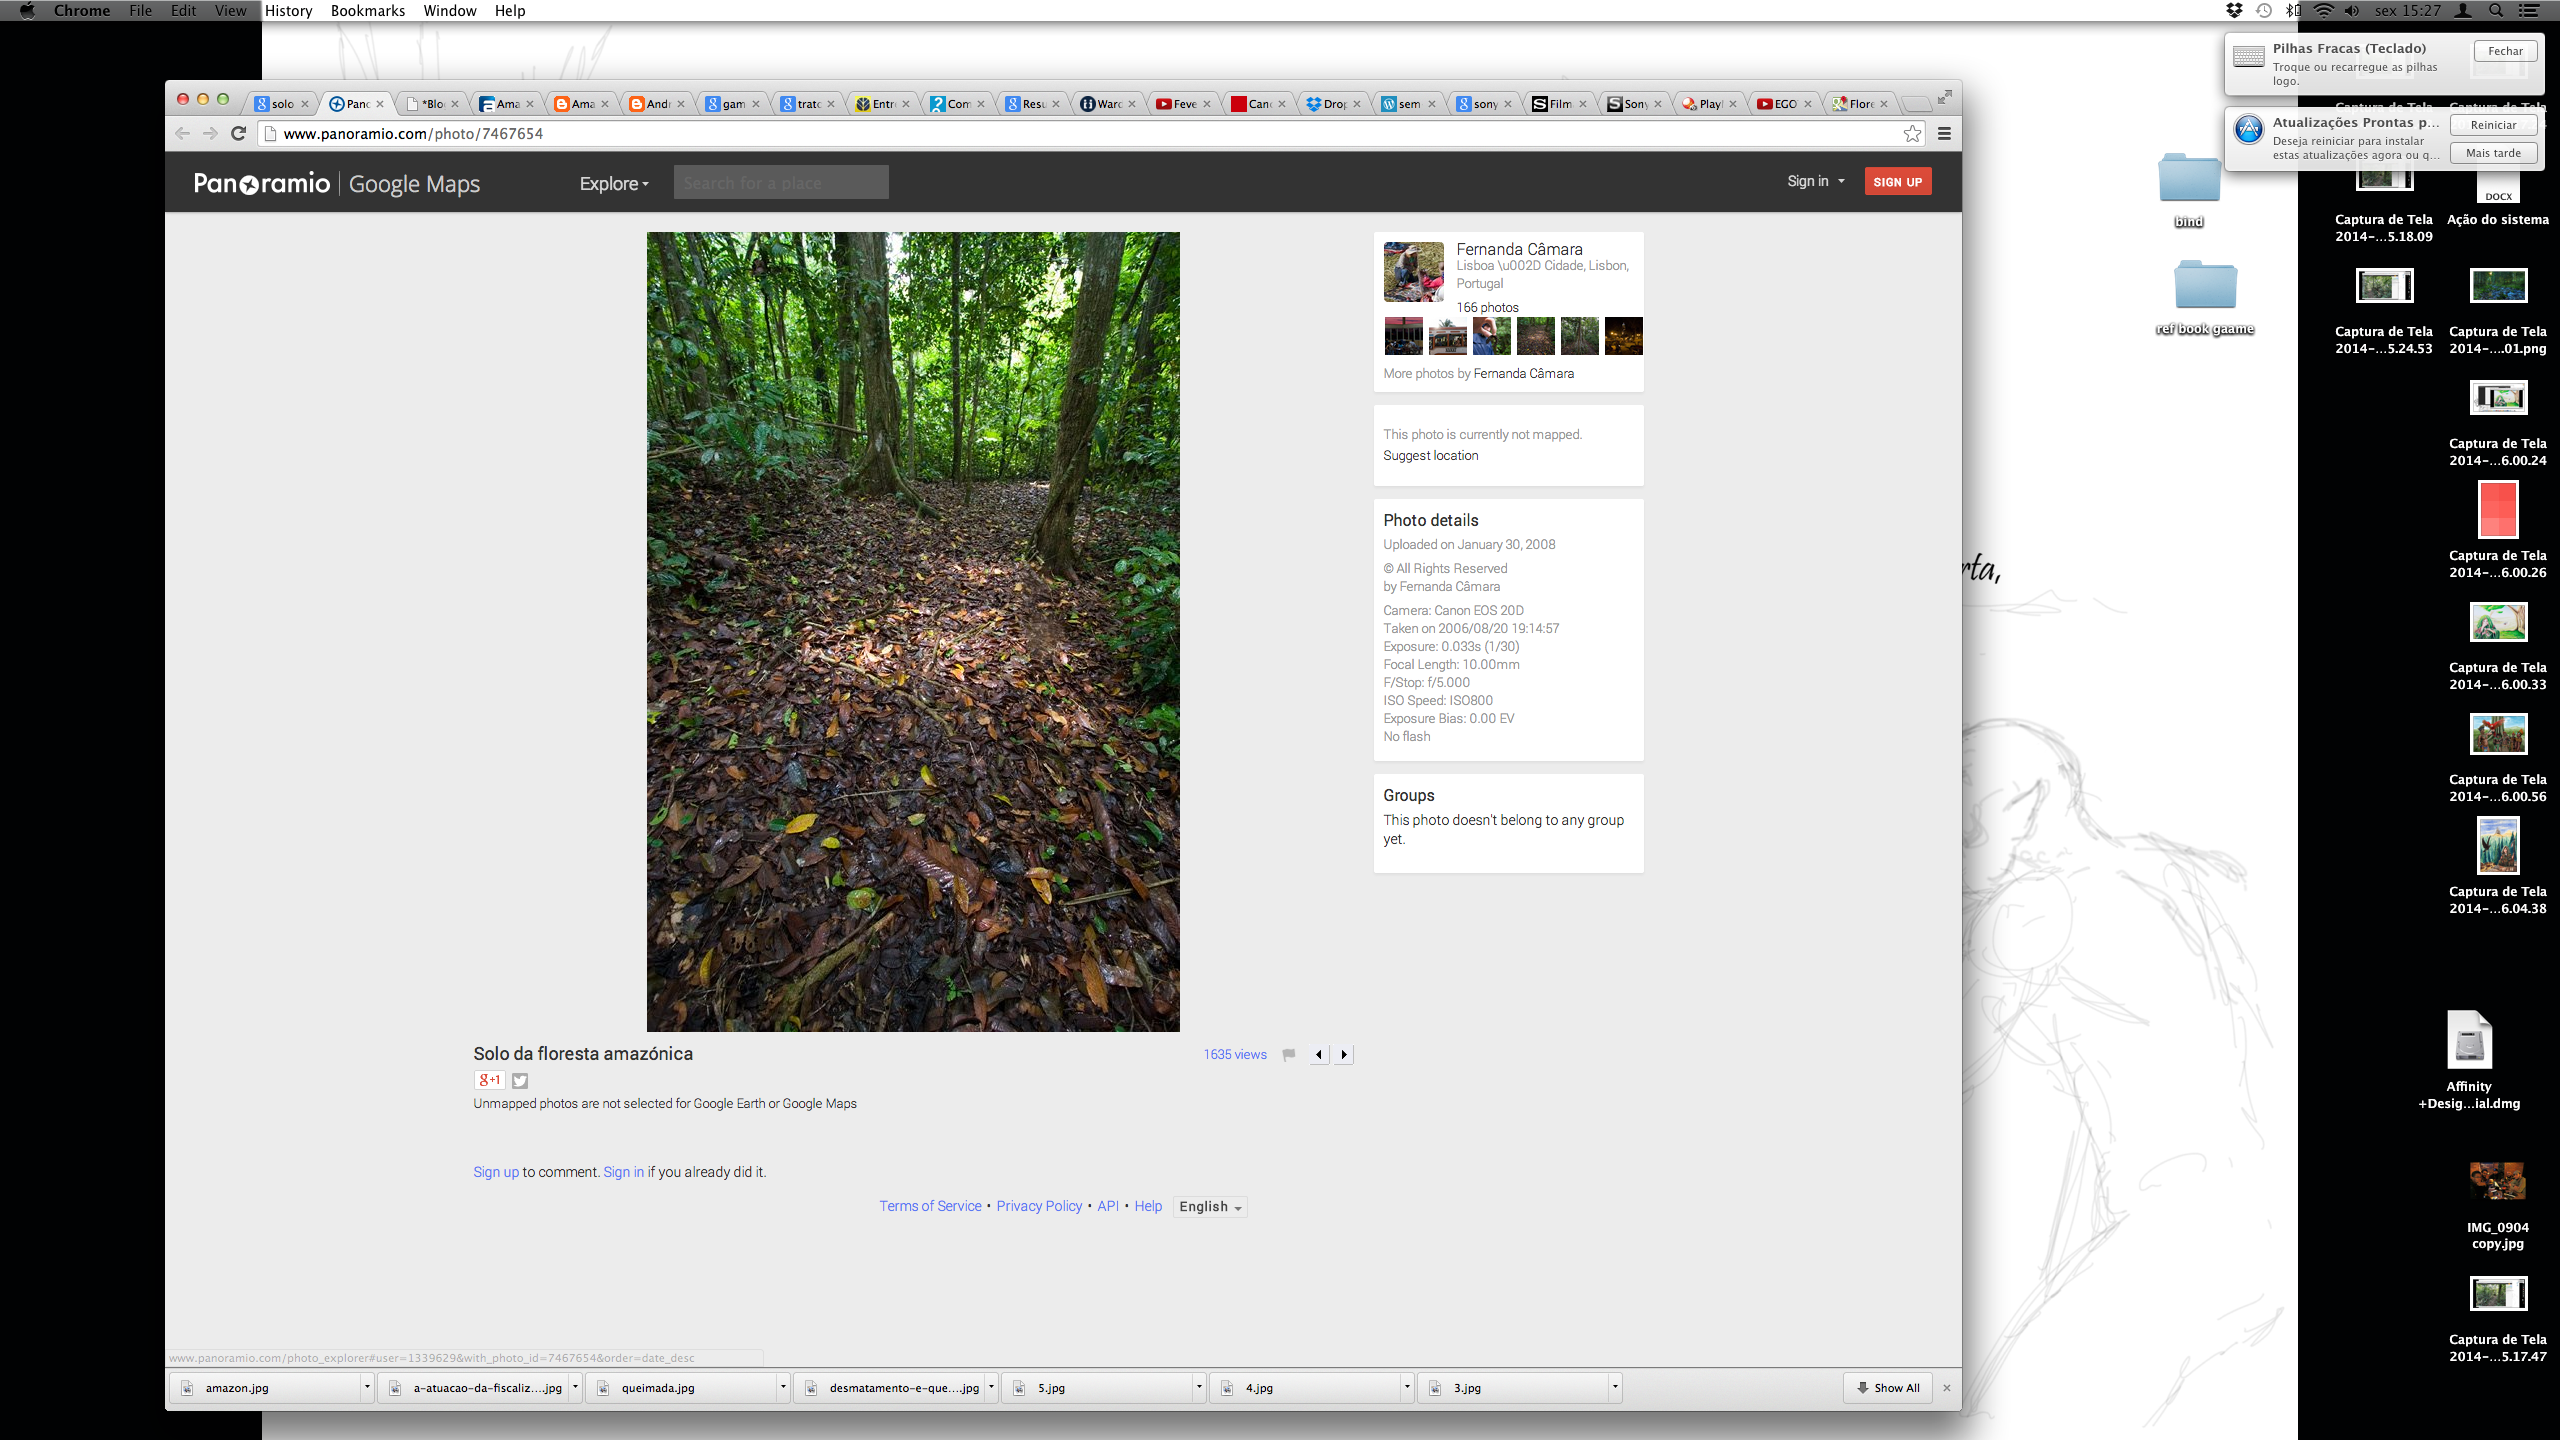 Chrome File Edit View History Bookmarks Window Help
sex 15:27
Pilhas Fracas (Teclado)
Troque ou recarregue as pilhas
logo.
Fechar
Atualizações Prontas p...
Deseja reiniciar para instalar
estas atualizações agora ou q...
Reiniciar
Mais tarde
solo Panc *Blo Ama Ama Andr gam trato Entre Com Resu Warc Feve Canc Drop sem sony Film Sony Playl EGO Flore
www.panoramio.com/photo/7467654
Panoramio | Google Maps
Explore
Search for a place
Sign in
SIGN UP
Fernanda Câmara
Lisboa \u002D Cidade, Lisbon,
Portugal
166 photos
More photos by Fernanda Câmara
This photo is currently not mapped.
Suggest location
Photo details
Uploaded on January 30, 2008
© All Rights Reserved
by Fernanda Câmara
Camera: Canon EOS 20D
Taken on 2006/08/20 19:14:57
Exposure: 0.033s (1/30)
Focal Length: 10.00mm
F/Stop: f/5.000
ISO Speed: ISO800
Exposure Bias: 0.00 EV
No flash
Groups
This photo doesn't belong to any group
yet.
Solo da floresta amazónica
1635 views
g+1
Unmapped photos are not selected for Google Earth or Google Maps
Sign up to comment. Sign in if you already did it.
Terms of Service • Privacy Policy • API • Help English
www.panoramio.com/photo_explorer#user=1339629&with_photo_id=7467654&order=date_desc
amazon.jpg
a-atuacao-da-fiscaliz....jpg
queimada.jpg
desmatamento-e-que....jpg
5.jpg
4.jpg
3.jpg
Show All
bind
ref book gaame
rta,
Captura de Tela
2014-...5.18.09
DOCX
Ação do sistema
Captura de Tela
2014-...5.24.53
Captura de Tela
2014-....01.png
Captura de Tela
2014-...6.00.24
Captura de Tela
2014-...6.00.26
Captura de Tela
2014-...6.00.33
Captura de Tela
2014-...6.00.56
Captura de Tela
2014-...6.04.38
Affinity
+Desig...ial.dmg
IMG_0904
copy.jpg
Captura de Tela
2014-...5.17.47